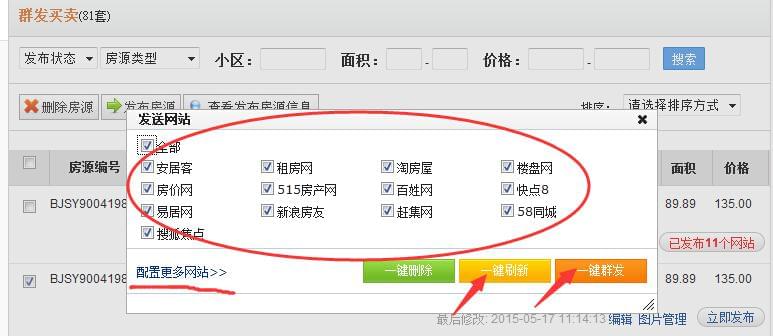 群发买卖(81套)
发布状态 房源类型 小区: 面积: - 价格: - 搜索
删除房源 发布房源 查看发布房源信息 排序: 请选择排序方式
发送网站
全部
房源编号 面积 价格
安居客 租房网 淘房屋 楼盘网
房价网 515房产网 百姓网 快点8
BJSY9004198 易居网 新浪房友 赶集网 58同城 89.89 135.00
搜狐焦点
已发布11个网站
配置更多网站>> 一键删除 一键刷新 一键群发
BJSY9004198 89.89 135.00
最后修改: 2015-05-17 11:14:13 编辑 图片管理 立即发布